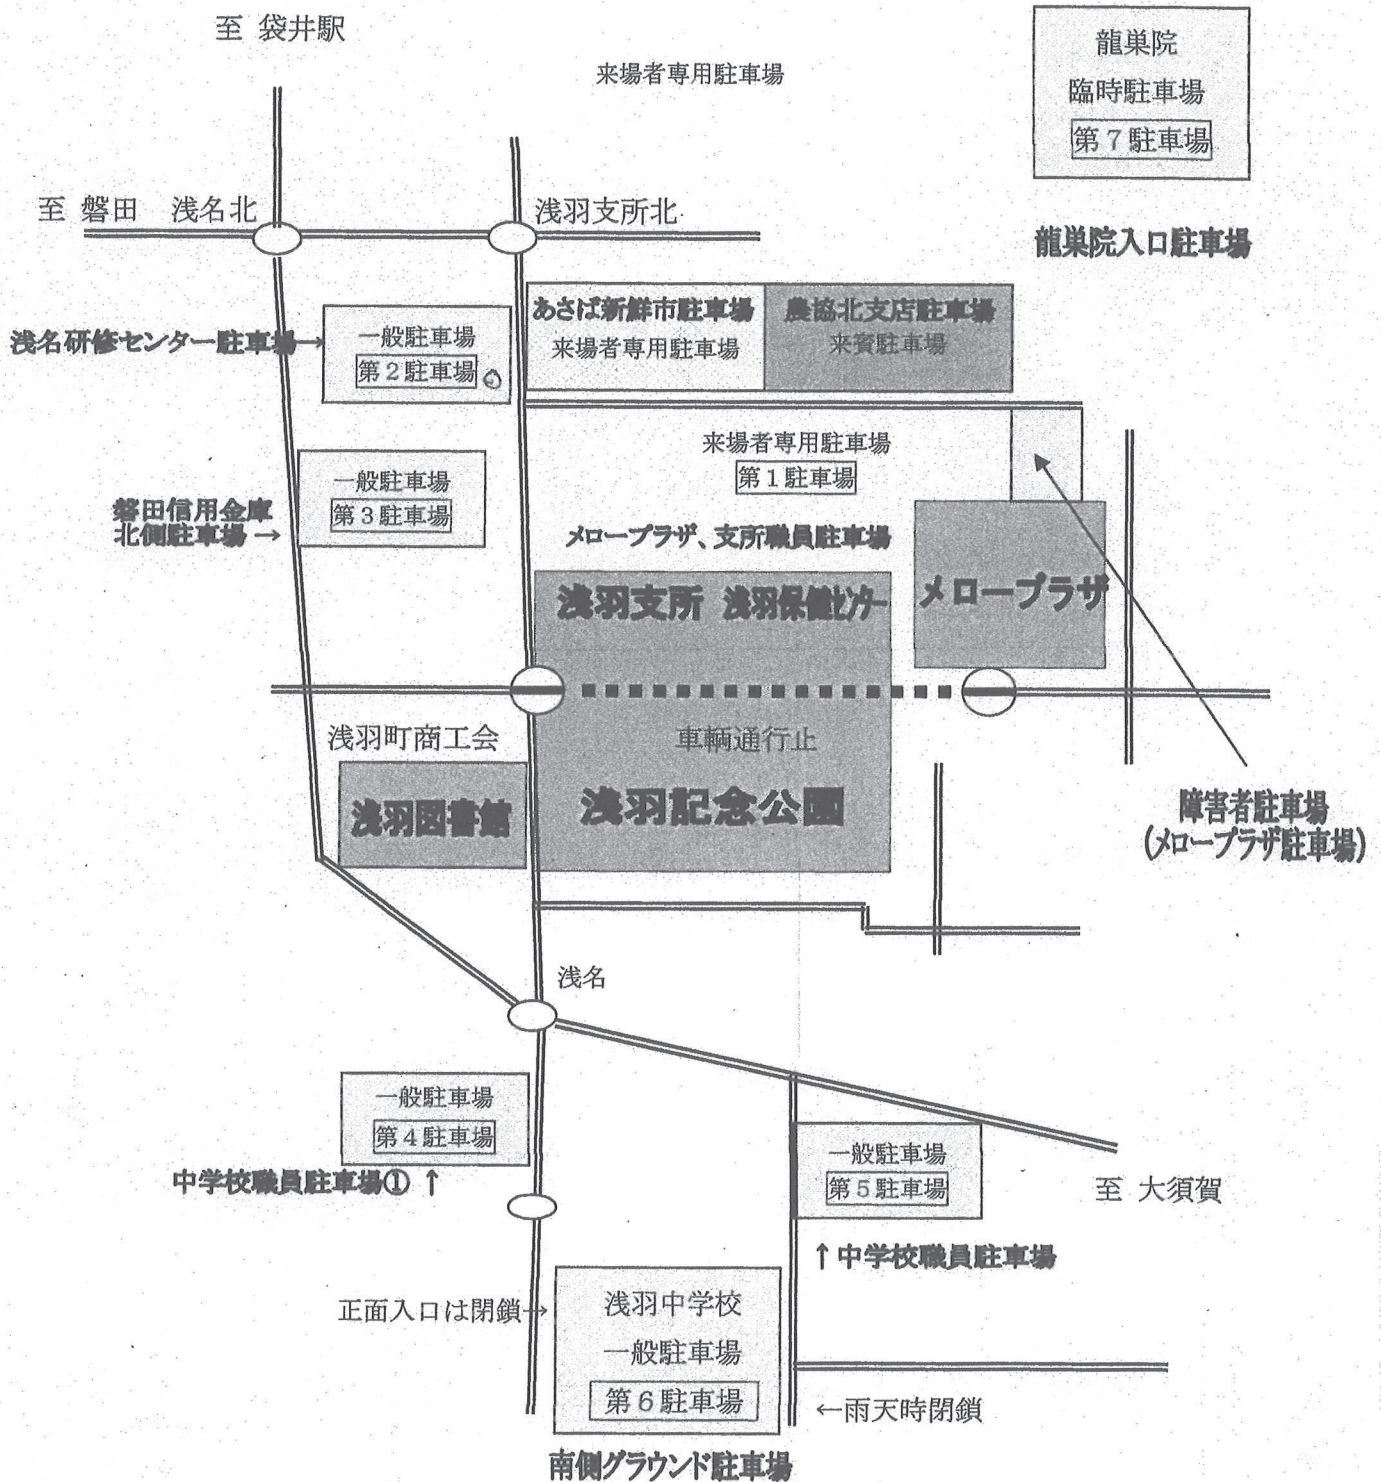 至 袋井駅
来場者専用駐車場
龍巣院
臨時駐車場
第7駐車場
龍巣院入口駐車場
至 磐田 浅名北
浅羽支所北
浅名研修センター駐車場→
一般駐車場
第2駐車場
あさば新鮮市駐車場
来場者専用駐車場
農協北支店駐車場
来賓駐車場
来場者専用駐車場
第1駐車場
磐田信用金庫
北側駐車場 →
一般駐車場
第3駐車場
メロープラザ、支所職員駐車場
浅羽支所 浅羽保健センター
メロープラザ
浅羽町商工会
車輌通行止
浅羽図書館
浅羽記念公園
障害者駐車場
(メロープラザ駐車場)
浅名
一般駐車場
第4駐車場
中学校職員駐車場① ↑
一般駐車場
第5駐車場
至 大須賀
↑中学校職員駐車場
正面入口は閉鎖→
浅羽中学校
一般駐車場
第6駐車場
←雨天時閉鎖
南側グラウンド駐車場